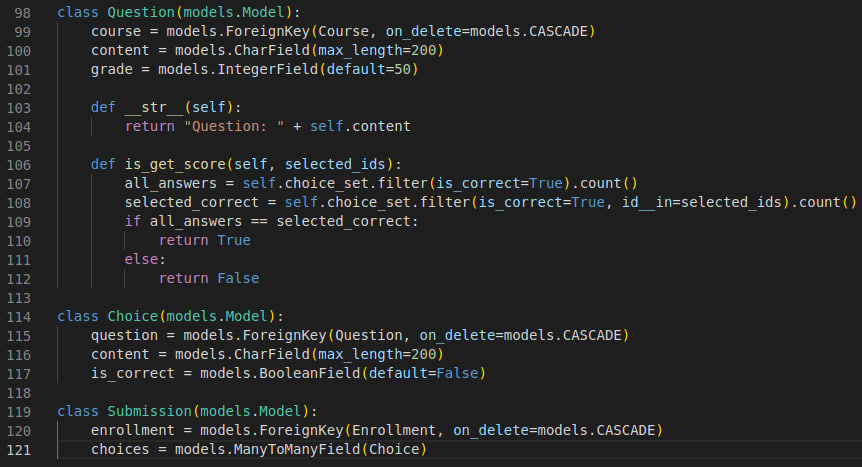 98 class Question(models.Model):
99     course = models.ForeignKey(Course, on_delete=models.CASCADE)
100     content = models.CharField(max_length=200)
101     grade = models.IntegerField(default=50)
102
103     def __str__(self):
104         return "Question: " + self.content
105
106     def is_get_score(self, selected_ids):
107         all_answers = self.choice_set.filter(is_correct=True).count()
108         selected_correct = self.choice_set.filter(is_correct=True, id__in=selected_ids).count()
109         if all_answers == selected_correct:
110             return True
111         else:
112             return False
113
114 class Choice(models.Model):
115     question = models.ForeignKey(Question, on_delete=models.CASCADE)
116     content = models.CharField(max_length=200)
117     is_correct = models.BooleanField(default=False)
118
119 class Submission(models.Model):
120     enrollment = models.ForeignKey(Enrollment, on_delete=models.CASCADE)
121     choices = models.ManyToManyField(Choice)